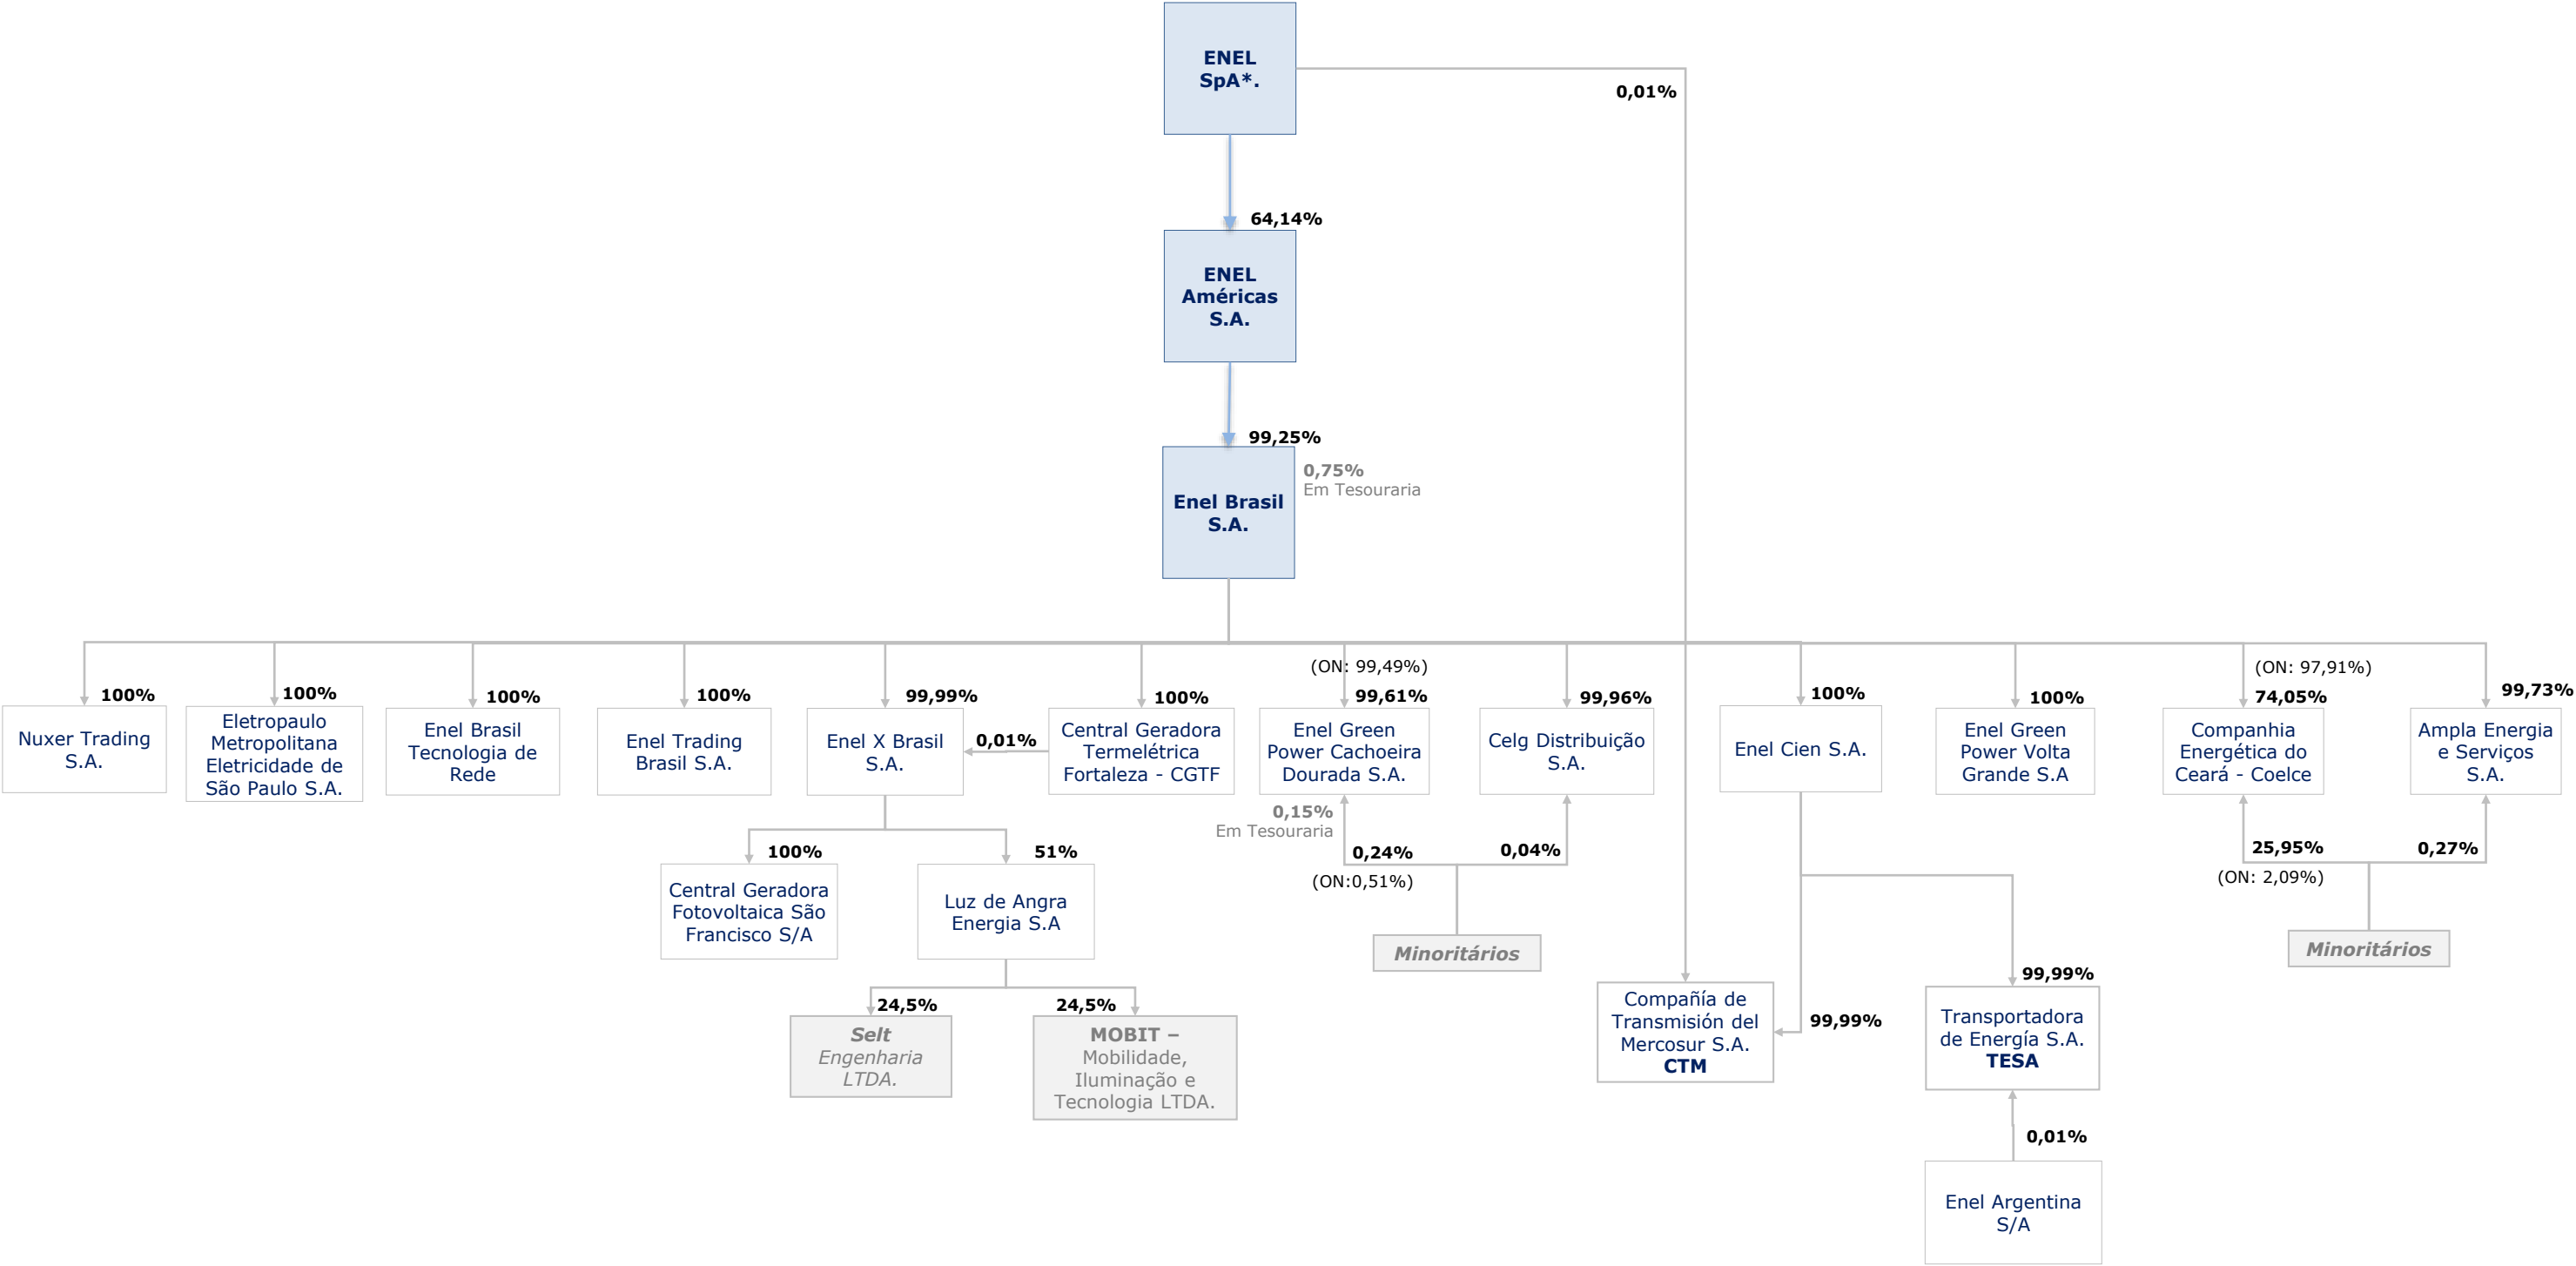 ENEL
SpA*.
0,01%
64,14%
ENEL
Américas
S.A.
99,25%
0,75%
Em Tesouraria
Enel Brasil
S.A.
100%
Nuxer Trading
S.A.
100%
Eletropaulo
Metropolitana
Eletricidade de
São Paulo S.A.
100%
Enel Brasil
Tecnologia de
Rede
100%
Enel Trading
Brasil S.A.
99,99%
Enel X Brasil
S.A.
0,01%
100%
Central Geradora
Termelétrica
Fortaleza - CGTF
(ON: 99,49%)
99,61%
Enel Green
Power Cachoeira
Dourada S.A.
99,96%
Celg Distribuição
S.A.
100%
Enel Cien S.A.
100%
Enel Green
Power Volta
Grande S.A
(ON: 97,91%)
74,05%
Companhia
Energética do
Ceará - Coelce
99,73%
Ampla Energia
e Serviços
S.A.
100%
Central Geradora
Fotovoltaica São
Francisco S/A
51%
Luz de Angra
Energia S.A
0,15%
Em Tesouraria
0,24%
(ON:0,51%)
0,04%
Minoritários
25,95%
(ON: 2,09%)
0,27%
Minoritários
24,5%
Selt
Engenharia
LTDA.
24,5%
MOBIT –
Mobilidade,
Iluminação e
Tecnologia LTDA.
Compañía de
Transmisión del
Mercosur S.A.
CTM
99,99%
99,99%
Transportadora
de Energía S.A.
TESA
0,01%
Enel Argentina
S/A